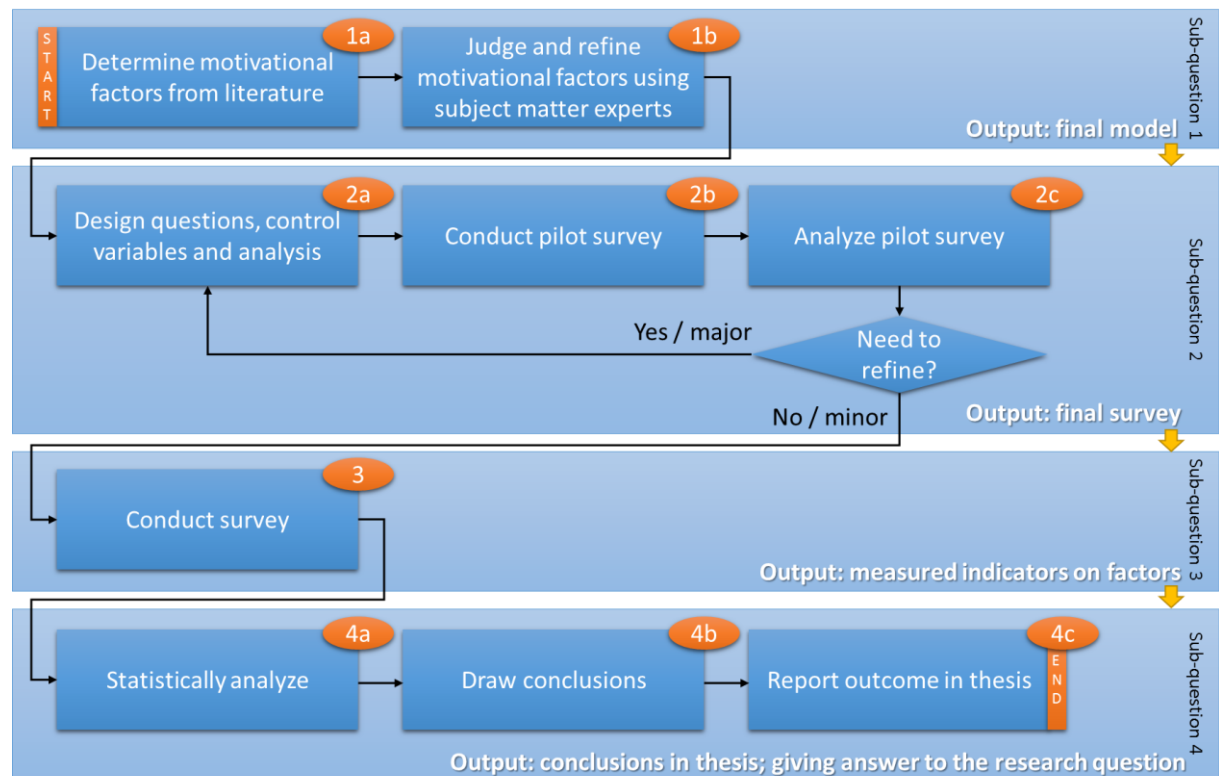 START
1a
Determine motivational
factors from literature
1b
Judge and refine
motivational factors using
subject matter experts
Sub-question 1
Output: final model
2a
Design questions, control
variables and analysis
2b
Conduct pilot survey
2c
Analyze pilot survey
Sub-question 2
Yes / major
Need to
refine?
No / minor
Output: final survey
3
Conduct survey
Sub-question 3
Output: measured indicators on factors
4a
Statistically analyze
4b
Draw conclusions
4c
Report outcome in thesis
END
Sub-question 4
Output: conclusions in thesis; giving answer to the research question